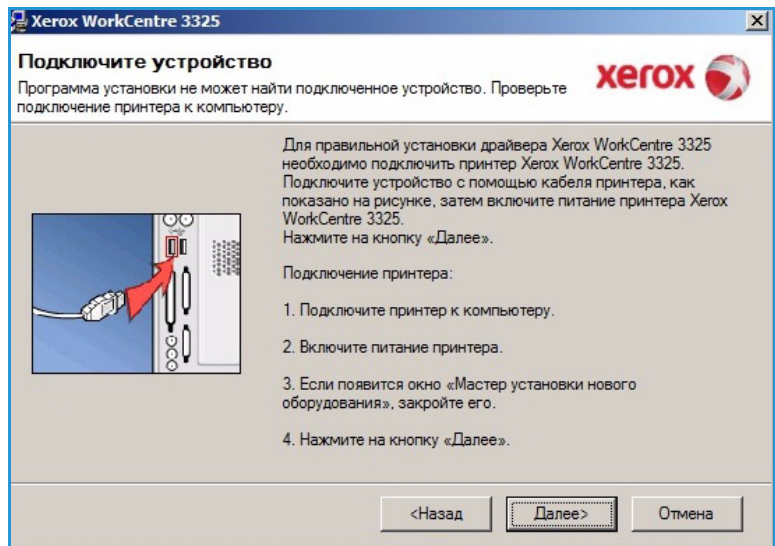 Xerox WorkCentre 3325
Подключите устройство
Программа установки не может найти подключенное устройство. Проверьте
подключение принтера к компьютеру.
xerox
Для правильной установки драйвера Xerox WorkCentre 3325
необходимо подключить принтер Xerox WorkCentre 3325.
Подключите устройство с помощью кабеля принтера, как
показано на рисунке, затем включите питание принтера Xerox
WorkCentre 3325.
Нажмите на кнопку «Далее».
Подключение принтера:
1. Подключите принтер к компьютеру.
2. Включите питание принтера.
3. Если появится окно «Мастер установки нового
оборудования», закройте его.
4. Нажмите на кнопку «Далее».
<Назад
Далее>
Отмена